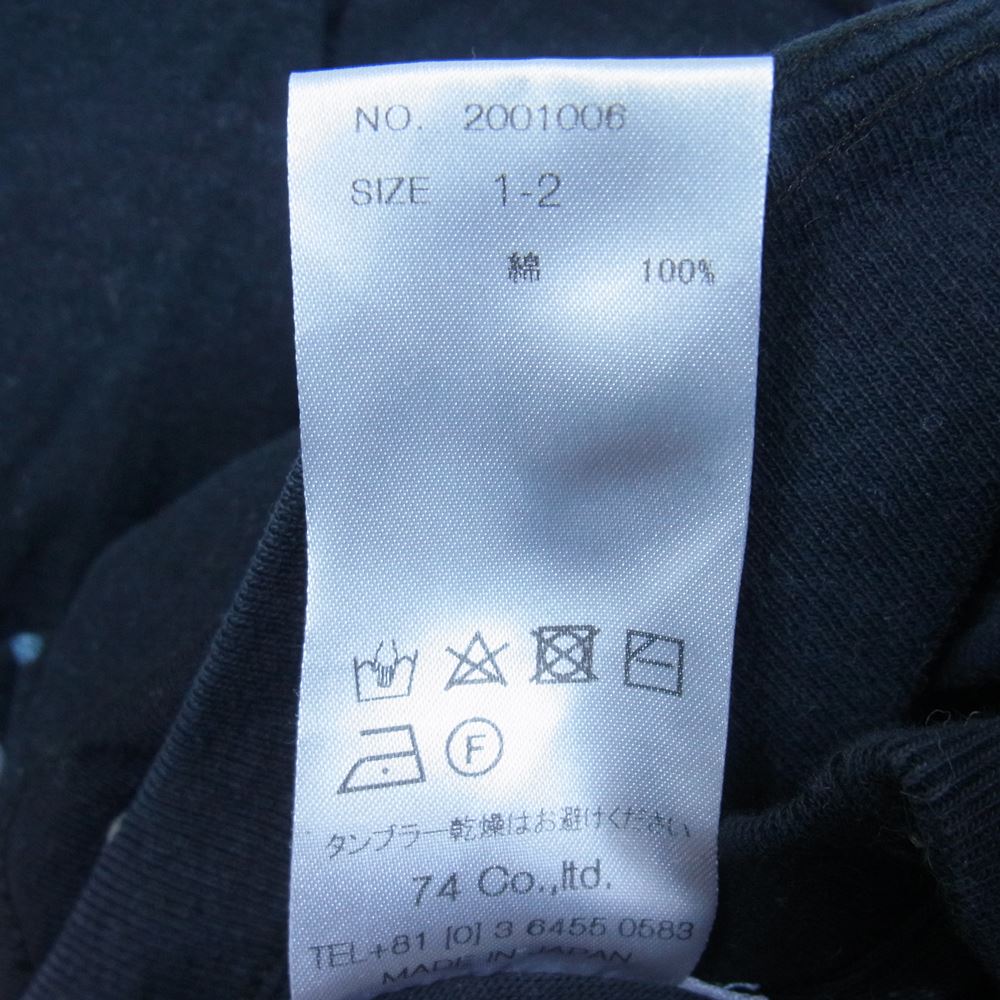 NO. 2001006
SIZE 1-2
綿 100%
F
タンブラー乾燥はお避けください
74 Co.,ltd.
TEL+81 [0] 3 6455 0583
MADE IN JAPAN